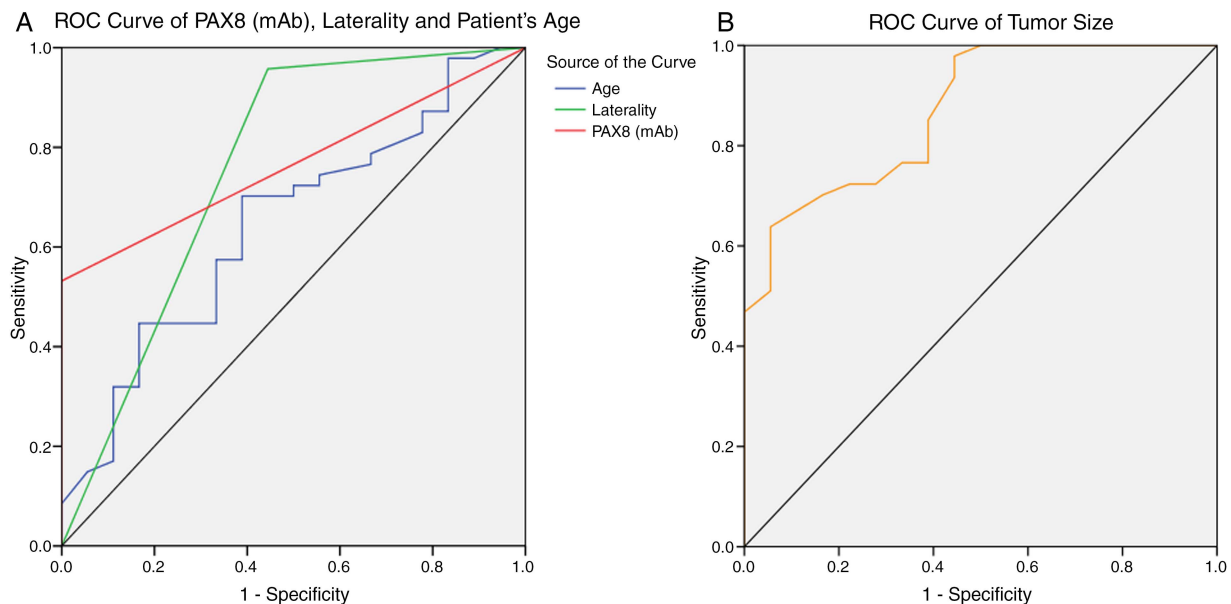 A
ROC Curve of PAX8 (mAb), Laterality and Patient's Age
Source of the Curve
Age
Laterality
PAX8 (mAb)
Sensitivity
1.0
0.8
0.6
0.4
0.2
0.0
0.0 0.2 0.4 0.6 0.8 1.0
1 - Specificity
B
ROC Curve of Tumor Size
Sensitivity
1.0
0.8
0.6
0.4
0.2
0.0
0.0 0.2 0.4 0.6 0.8 1.0
1 - Specificity